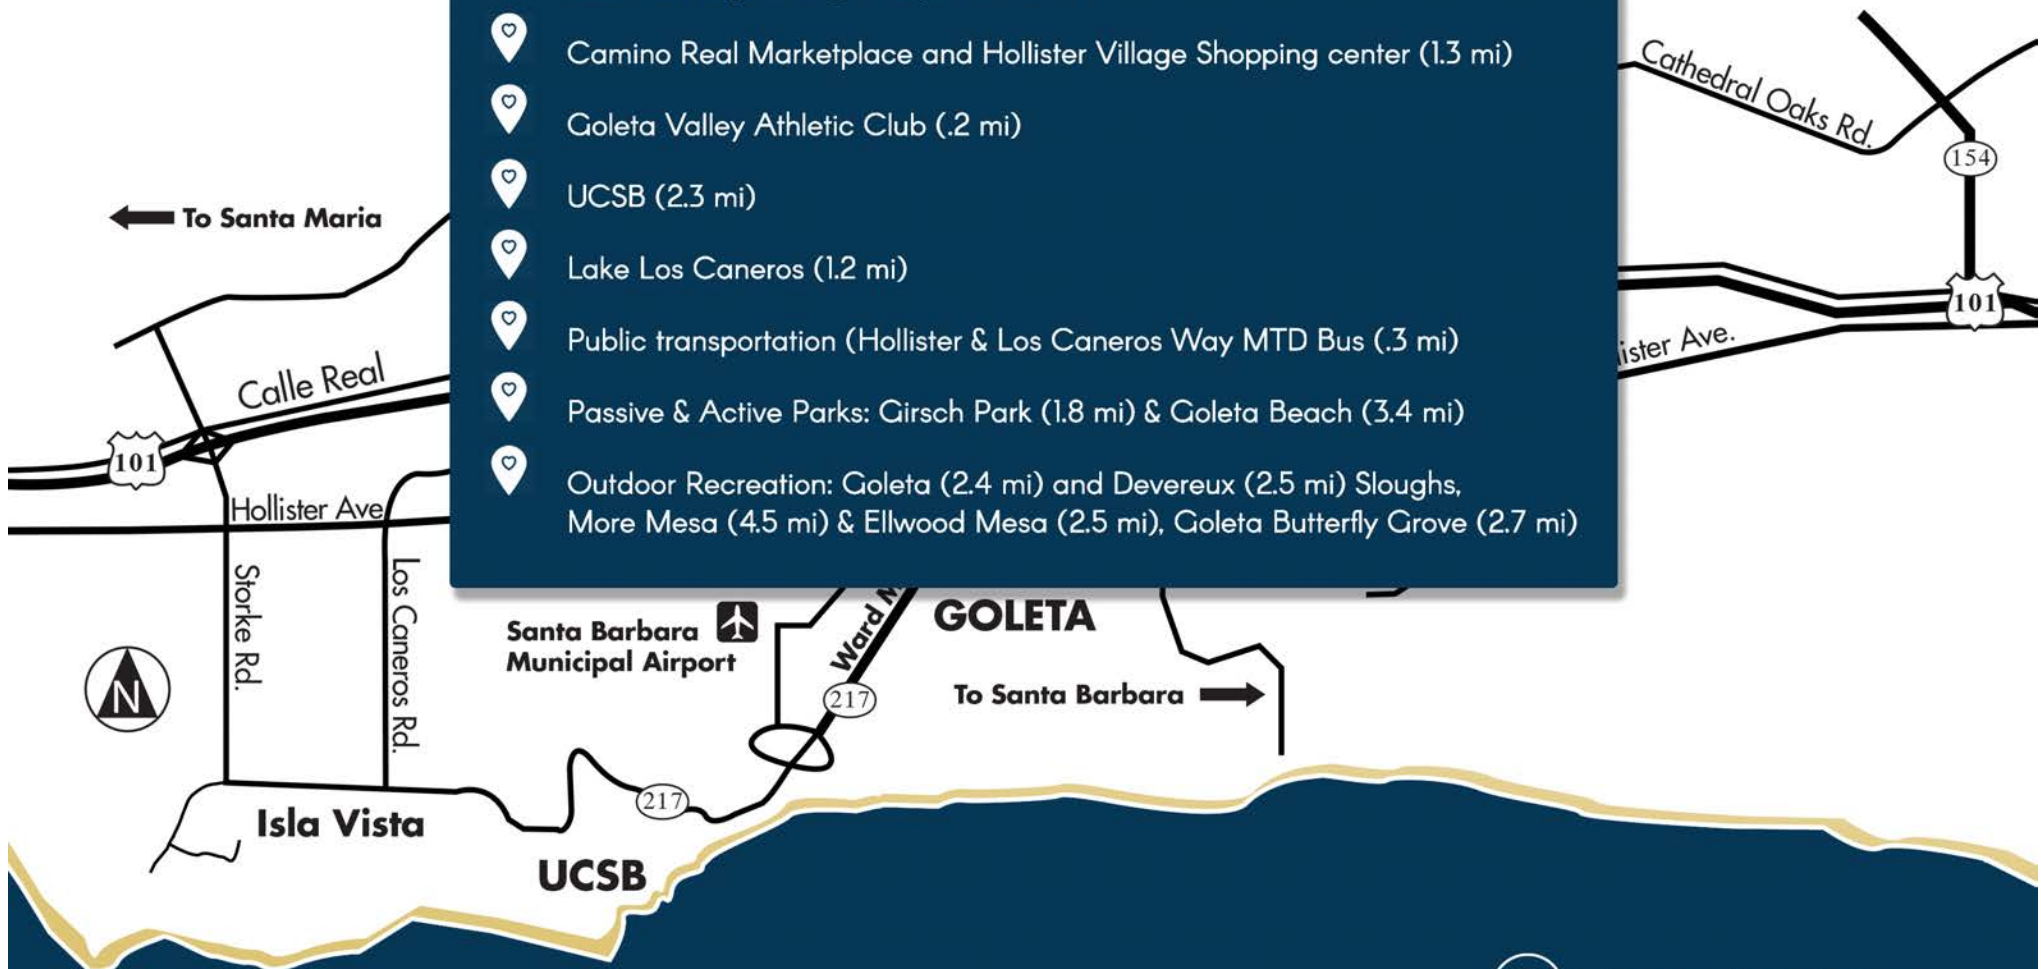 Camino Real Marketplace and Hollister Village Shopping center (1.3 mi)
Goleta Valley Athletic Club (.2 mi)
UCSB (2.3 mi)
Lake Los Caneros (1.2 mi)
Public transportation (Hollister & Los Caneros Way MTD Bus (.3 mi)
Passive & Active Parks: Girsch Park (1.8 mi) & Goleta Beach (3.4 mi)
Outdoor Recreation: Goleta (2.4 mi) and Devereux (2.5 mi) Sloughs,
More Mesa (4.5 mi) & Ellwood Mesa (2.5 mi), Goleta Butterfly Grove (2.7 mi)
Cathedral Oaks Rd.
154
To Santa Maria
101
ister Ave.
Calle Real
101
Hollister Ave
Storke Rd.
Los Caneros Rd.
Santa Barbara
Municipal Airport
Ward
GOLETA
N
217
To Santa Barbara
217
Isla Vista
UCSB